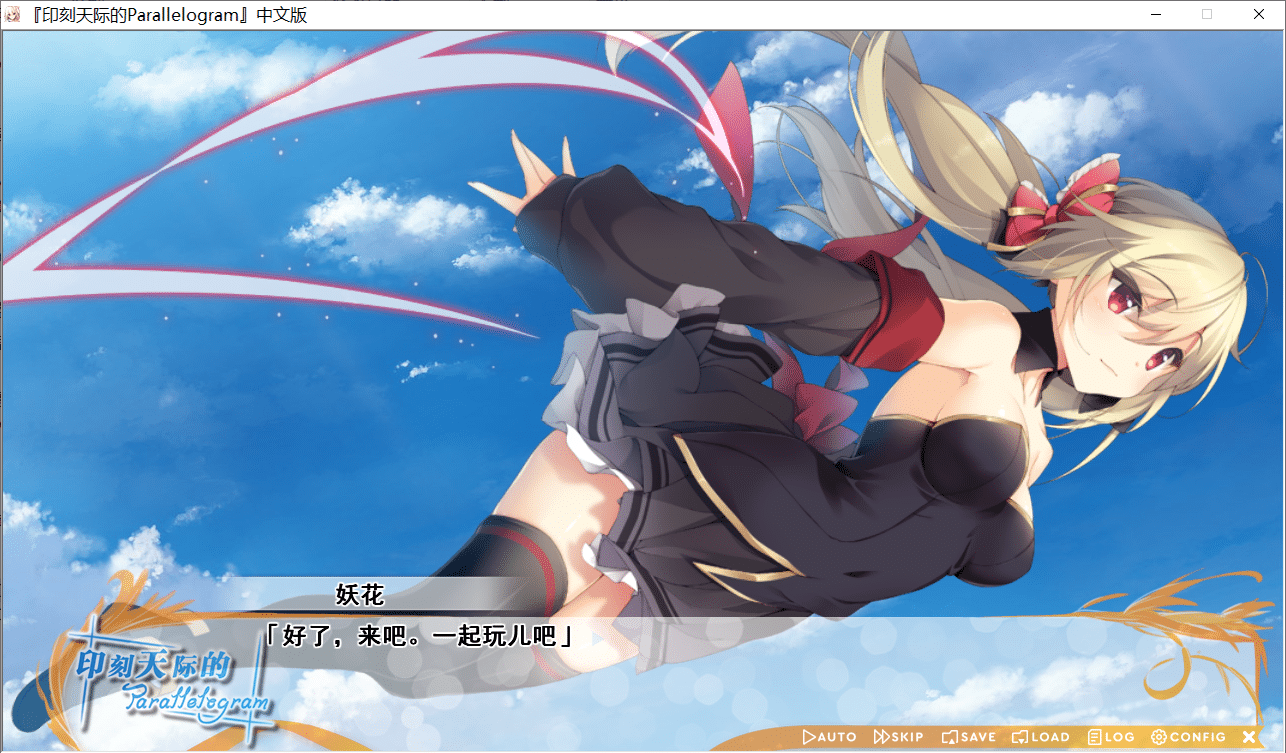 『印刻天际的Parallelogram』中文版
妖花
「好了，来吧。一起玩儿吧」
印刻天际的
Parallelogram
AUTO SKIP SAVE LOAD LOG CONFIG